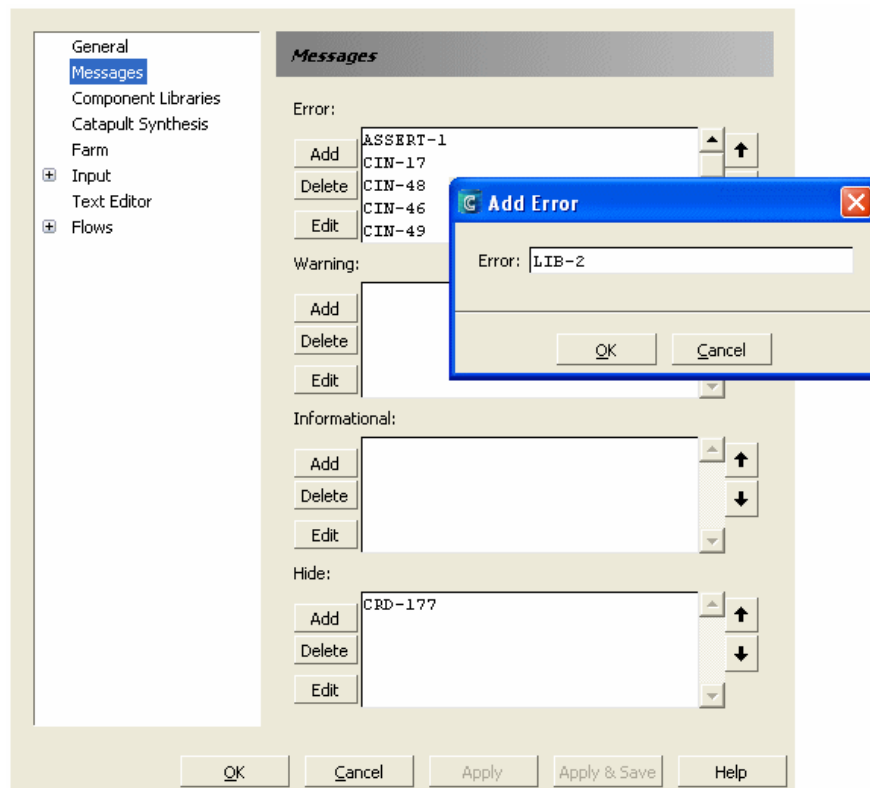 General
Messages
Component Libraries
Catapult Synthesis
Farm
Input
Text Editor
Flows
Messages
Error:
Add
Delete
Edit
ASSERT-1
CIN-17
CIN-48
CIN-46
CIN-49
Add Error
Error: LIB-2
OK Cancel
Warning:
Add
Delete
Edit
Informational:
Add
Delete
Edit
Hide:
Add
Delete
Edit
CRD-177
OK Cancel Apply Apply & Save Help